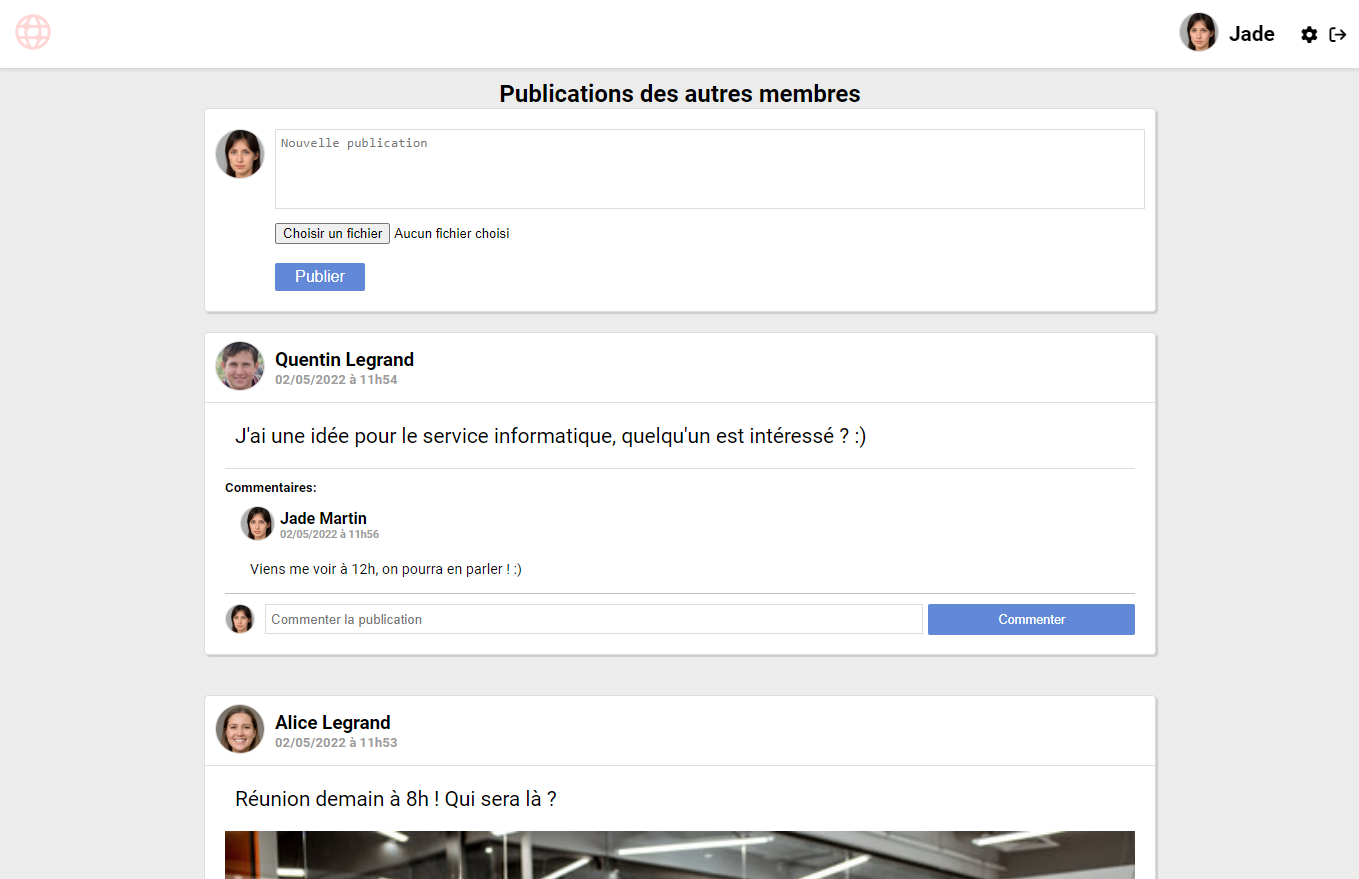 Jade
Publications des autres membres
Nouvelle publication
Choisir un fichier Aucun fichier choisi
Publier
Quentin Legrand
02/05/2022 à 11h54
J'ai une idée pour le service informatique, quelqu'un est intéressé ? :)
Commentaires:
Jade Martin
02/05/2022 à 11h56
Viens me voir à 12h, on pourra en parler ! :)
Commenter la publication Commenter
Alice Legrand
02/05/2022 à 11h53
Réunion demain à 8h ! Qui sera là ?